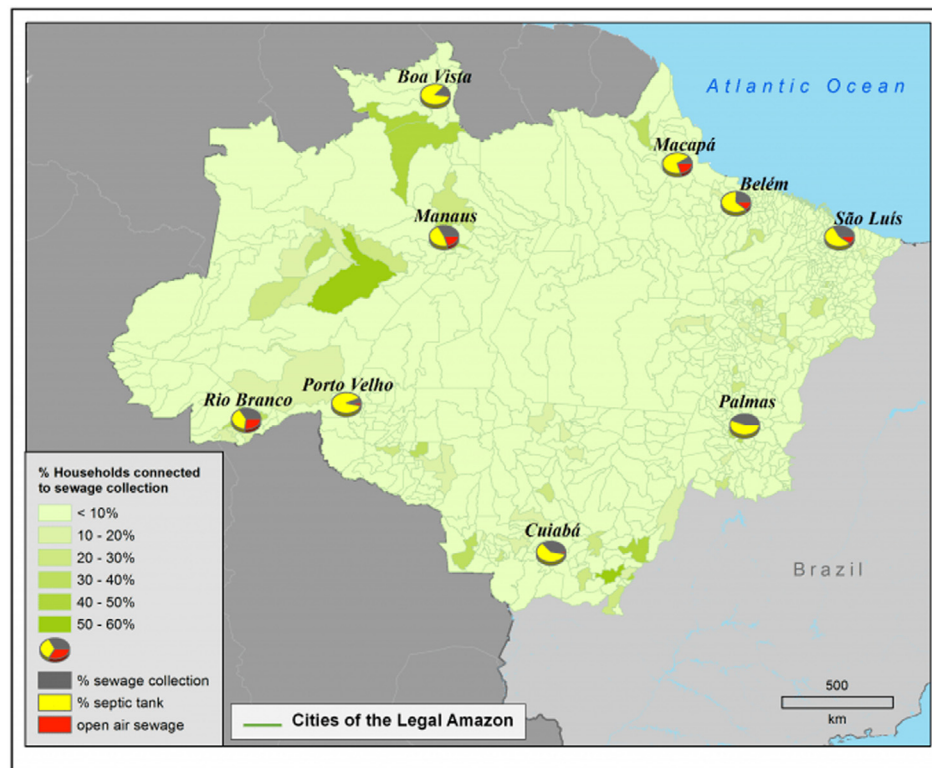 Boa Vista
Atlantic Ocean
Macapá
Belém
São Luís
Manaus
Porto Velho
Rio Branco
Palmas
Cuiabá
Brazil
% Households connected
to sewage collection
< 10%
10 - 20%
20 - 30%
30 - 40%
40 - 50%
50 - 60%
% sewage collection
% septic tank
open air sewage
Cities of the Legal Amazon
500
km